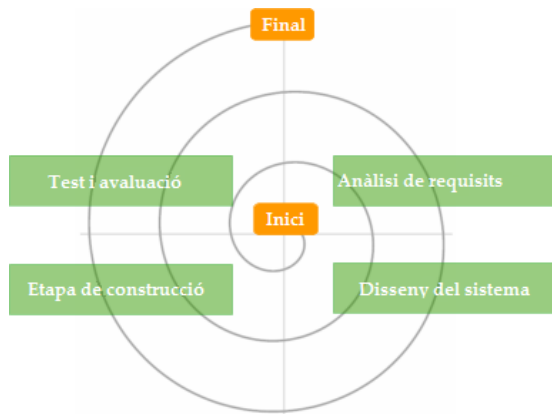 Final
Test i avaluació
Anàlisi de requisits
Inici
Etapa de construcció
Disseny del sistema